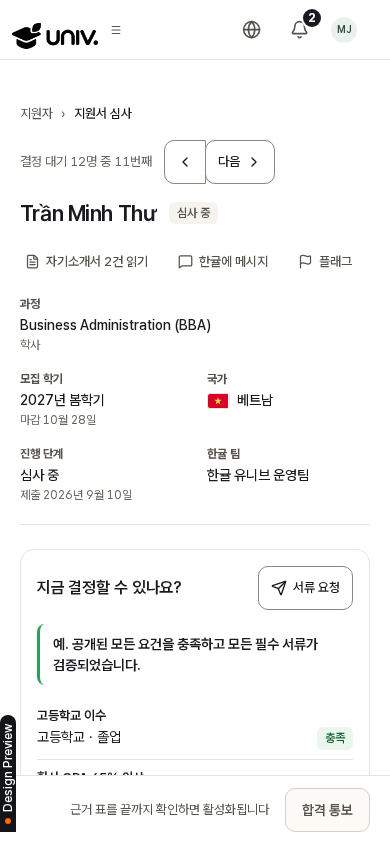 UNIV.
2
MJ
지원자 › 지원서 심사
결정 대기 12명 중 11번째
다음
Trần Minh Thư
심사 중
자기소개서 2건 읽기
한글에 메시지
플래그
과정
Business Administration (BBA)
학사
모집 학기
2027년 봄학기
마감 10월 28일
국가
베트남
진행 단계
심사 중
제출 2026년 9월 10일
한글 팀
한글 유니브 운영팀
지금 결정할 수 있나요?
서류 요청
예. 공개된 모든 요건을 충족하고 모든 필수 서류가
검증되었습니다.
고등학교 이수
고등학교 · 졸업
충족
Design Preview
근거 표를 끝까지 확인하면 활성화됩니다
합격 통보